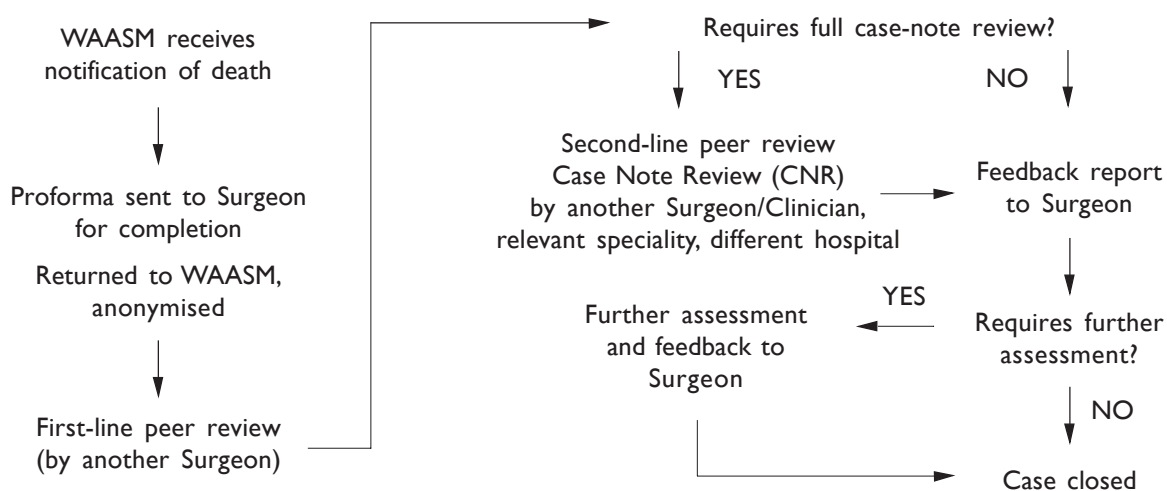 WAASM receives
notification of death
Proforma sent to Surgeon
for completion
Returned to WAASM,
anonymised
First-line peer review
(by another Surgeon)
Requires full case-note review?
YES
NO
Second-line peer review
Case Note Review (CNR)
by another Surgeon/Clinician,
relevant speciality, different hospital
Feedback report
to Surgeon
Requires further
assessment?
YES
Further assessment
and feedback to
Surgeon
NO
Case closed